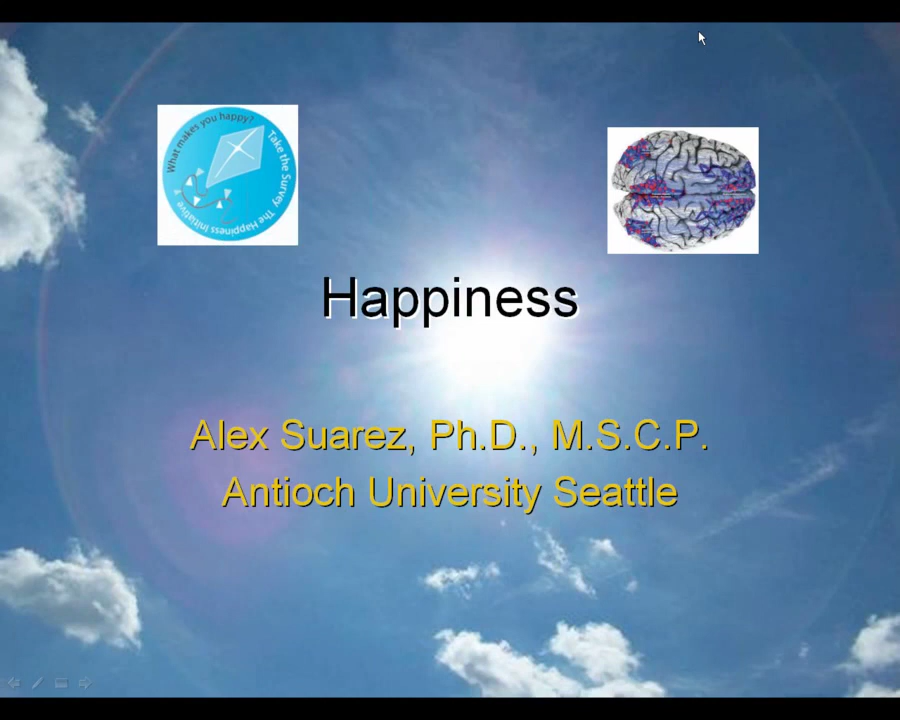 What makes you happy?
Take the Survey
The Happiness Initiative
Happiness
Alex Suarez, Ph.D., M.S.C.P.
Antioch University Seattle